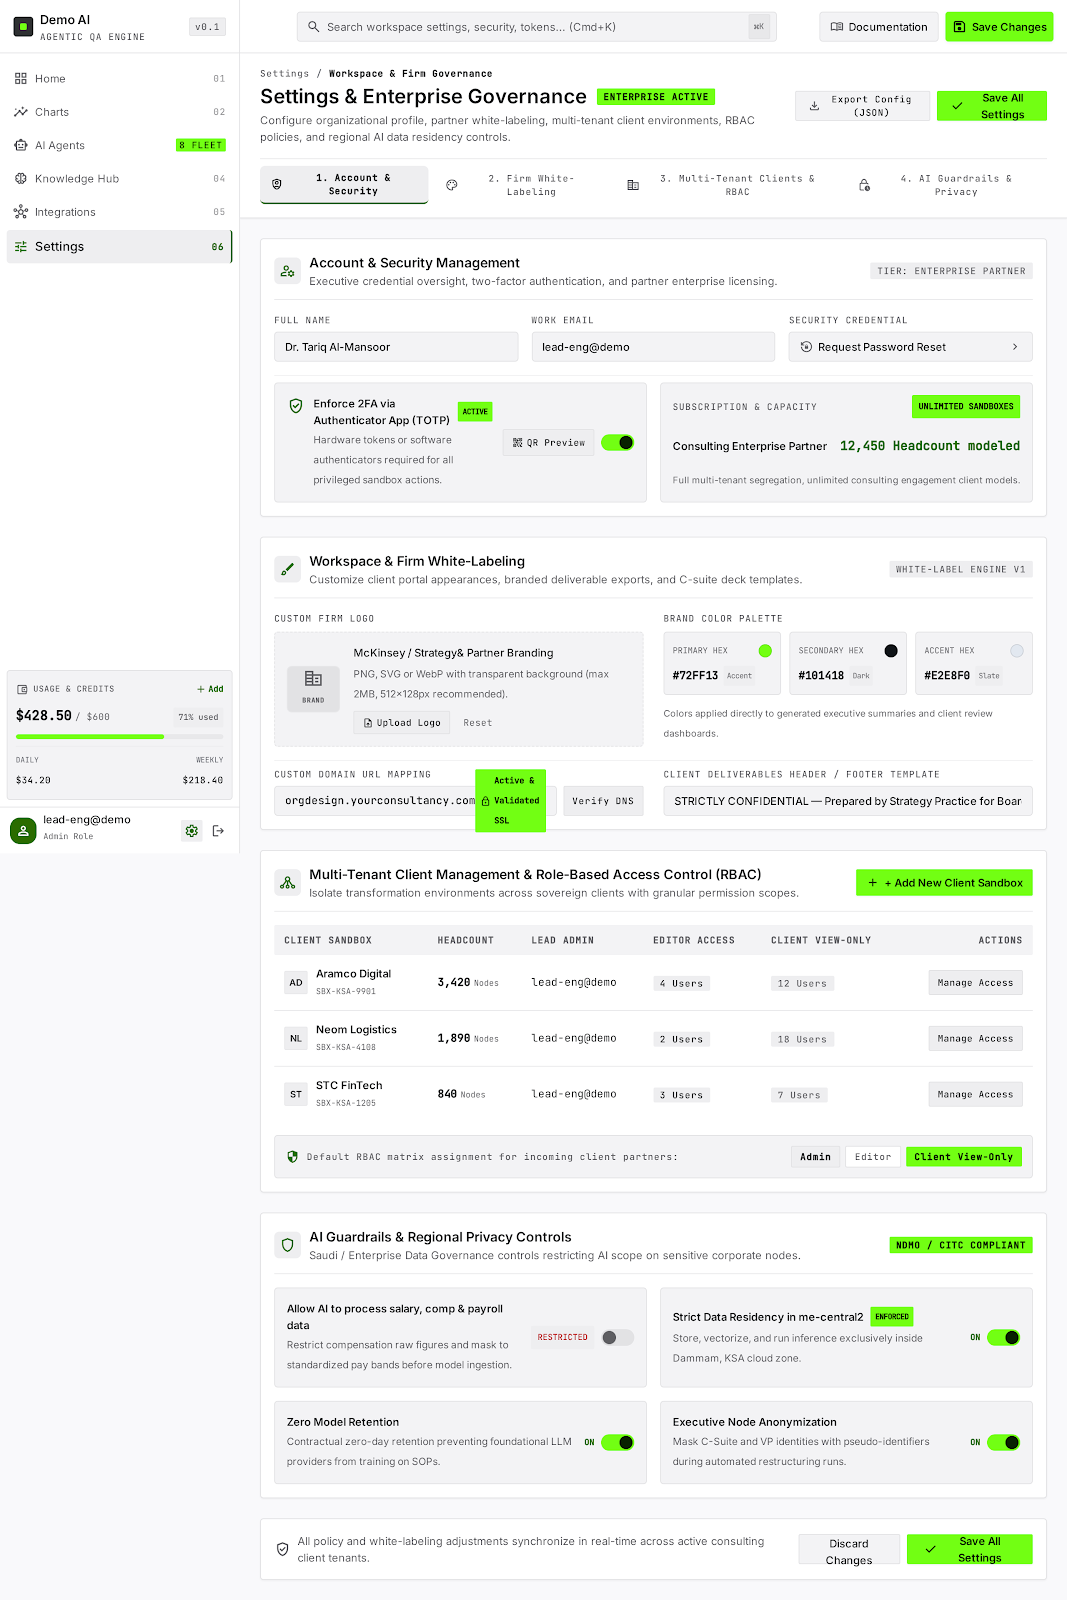 Demo AI
AGENTIC QA ENGINE
v0.1
Search workspace settings, security, tokens... (Cmd+K)
⌘K
Documentation
Save Changes
Home 01
Charts 02
AI Agents 8 FLEET
Knowledge Hub 04
Integrations 05
Settings 06
USAGE & CREDITS + Add
$428.50 / $600 71% used
DAILY WEEKLY
$34.20 $218.40
lead-eng@demo
Admin Role
Settings / Workspace & Firm Governance
Settings & Enterprise Governance ENTERPRISE ACTIVE
Configure organizational profile, partner white-labeling, multi-tenant client environments, RBAC
policies, and regional AI data residency controls.
Export Config
(JSON)
Save All
Settings
1. Account &
Security
2. Firm White-
Labeling
3. Multi-Tenant Clients &
RBAC
4. AI Guardrails &
Privacy
Account & Security Management
Executive credential oversight, two-factor authentication, and partner enterprise licensing.
TIER: ENTERPRISE PARTNER
FULL NAME
Dr. Tariq Al-Mansoor
WORK EMAIL
lead-eng@demo
SECURITY CREDENTIAL
Request Password Reset
Enforce 2FA via
Authenticator App (TOTP)
ACTIVE
Hardware tokens or software
authenticators required for all
privileged sandbox actions.
QR Preview
SUBSCRIPTION & CAPACITY
UNLIMITED SANDBOXES
Consulting Enterprise Partner 12,450 Headcount modeled
Full multi-tenant segregation, unlimited consulting engagement client models.
Workspace & Firm White-Labeling
Customize client portal appearances, branded deliverable exports, and C-suite deck templates.
WHITE-LABEL ENGINE V1
CUSTOM FIRM LOGO
BRAND
McKinsey / Strategy& Partner Branding
PNG, SVG or WebP with transparent background (max
2MB, 512×128px recommended).
Upload Logo Reset
BRAND COLOR PALETTE
PRIMARY HEX
#72FF13 Accent
SECONDARY HEX
#101418 Dark
ACCENT HEX
#E2E8F0 Slate
Colors applied directly to generated executive summaries and client review
dashboards.
CUSTOM DOMAIN URL MAPPING
orgdesign.yourconsultancy.com
Active &
Validated
SSL
Verify DNS
CLIENT DELIVERABLES HEADER / FOOTER TEMPLATE
STRICTLY CONFIDENTIAL — Prepared by Strategy Practice for Boar
Multi-Tenant Client Management & Role-Based Access Control (RBAC)
Isolate transformation environments across sovereign clients with granular permission scopes.
+ + Add New Client Sandbox
CLIENT SANDBOX HEADCOUNT LEAD ADMIN EDITOR ACCESS CLIENT VIEW-ONLY ACTIONS
AD Aramco Digital
SBX-KSA-9901
3,420 Nodes lead-eng@demo 4 Users 12 Users Manage Access
NL Neom Logistics
SBX-KSA-4108
1,890 Nodes lead-eng@demo 2 Users 18 Users Manage Access
ST STC FinTech
SBX-KSA-1205
840 Nodes lead-eng@demo 3 Users 7 Users Manage Access
Default RBAC matrix assignment for incoming client partners:
Admin Editor Client View-Only
AI Guardrails & Regional Privacy Controls
Saudi / Enterprise Data Governance controls restricting AI scope on sensitive corporate nodes.
NDMO / CITC COMPLIANT
Allow AI to process salary, comp & payroll
data
Restrict compensation raw figures and mask to
standardized pay bands before model ingestion.
RESTRICTED
Strict Data Residency in me-central2 ENFORCED
Store, vectorize, and run inference exclusively inside
Dammam, KSA cloud zone.
ON
Zero Model Retention
Contractual zero-day retention preventing foundational LLM
providers from training on SOPs.
ON
Executive Node Anonymization
Mask C-Suite and VP identities with pseudo-identifiers
during automated restructuring runs.
ON
All policy and white-labeling adjustments synchronize in real-time across active consulting
client tenants.
Discard
Changes
Save All
Settings